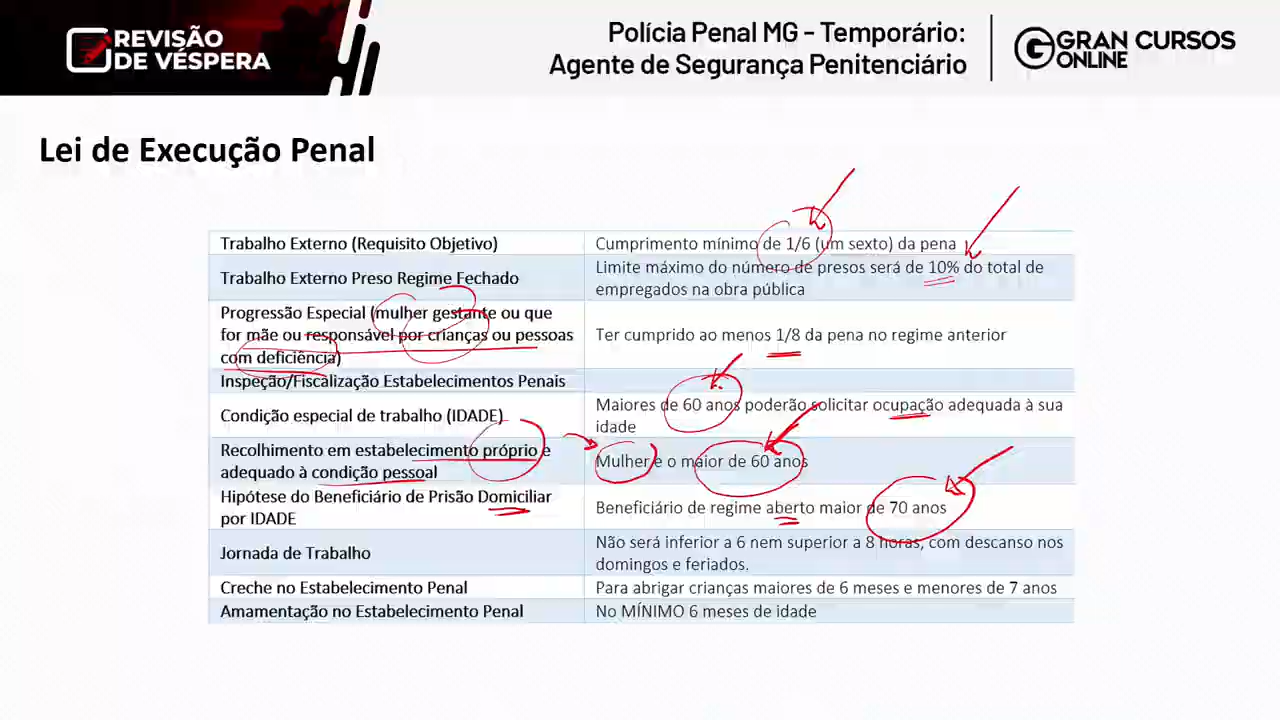 REVISÃO
DE VÉSPERA
Polícia Penal MG - Temporário:
Agente de Segurança Penitenciário
GRAN CURSOS
ONLINE
Lei de Execução Penal
Trabalho Externo (Requisito Objetivo)
Cumprimento mínimo de 1/6 (um sexto) da pena
Trabalho Externo Preso Regime Fechado
Limite máximo do número de presos será de 10% do total de
empregados na obra pública
Progressão Especial (mulher gestante ou que
for mãe ou responsável por crianças ou pessoas
com deficiência)
Ter cumprido ao menos 1/8 da pena no regime anterior
Inspeção/Fiscalização Estabelecimentos Penais
Condição especial de trabalho (IDADE)
Maiores de 60 anos poderão solicitar ocupação adequada à sua
idade
Recolhimento em estabelecimento próprio e
adequado à condição pessoal
Mulher e o maior de 60 anos
Hipótese do Beneficiário de Prisão Domiciliar
por IDADE
Beneficiário de regime aberto maior de 70 anos
Jornada de Trabalho
Não será inferior a 6 nem superior a 8 horas, com descanso nos
domingos e feriados.
Creche no Estabelecimento Penal
Para abrigar crianças maiores de 6 meses e menores de 7 anos
Amamentação no Estabelecimento Penal
No MÍNIMO 6 meses de idade